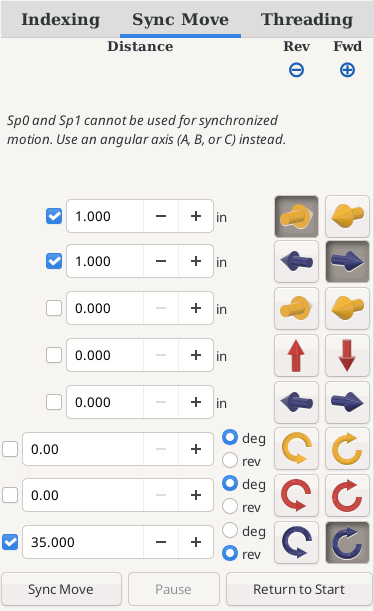 Indexing Sync Move Threading
Distance Rev Fwd
Sp0 and Sp1 cannot be used for synchronized
motion. Use an angular axis (A, B, or C) instead.
1.000 in
1.000 in
0.000 in
0.000 in
0.000 in
0.00 deg
rev
0.00 deg
rev
35.000 deg
rev
Sync Move Pause Return to Start